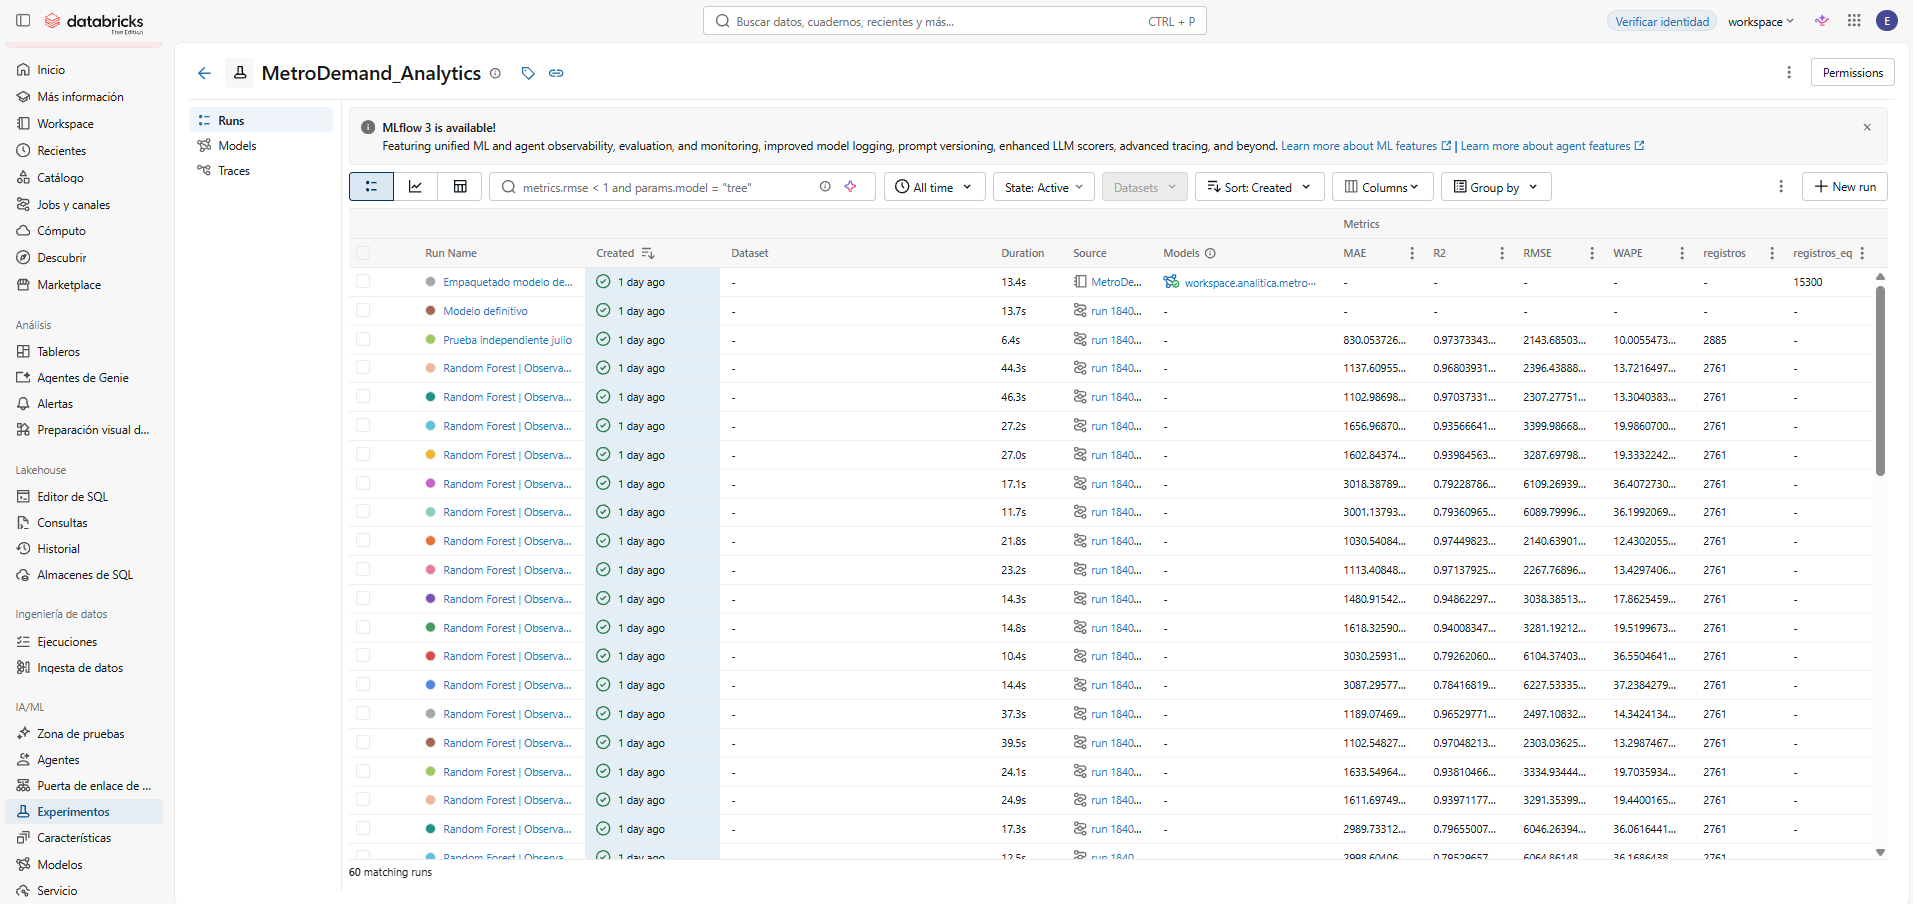 databricks
Free Edition
Buscar datos, cuadernos, recientes y más...
CTRL + P
Verificar identidad
workspace
E
Inicio
Más información
Workspace
Recientes
Catálogo
Jobs y canales
Cómputo
Descubrir
Marketplace
Análisis
Tableros
Agentes de Genie
Alertas
Preparación visual d...
Lakehouse
Editor de SQL
Consultas
Historial
Almacenes de SQL
Ingeniería de datos
Ejecuciones
Ingesta de datos
IA/ML
Zona de pruebas
Agentes
Puerta de enlace de ...
Experimentos
Características
Modelos
Servicio
MetroDemand_Analytics
Permissions
Runs
Models
Traces
MLflow 3 is available!
Featuring unified ML and agent observability, evaluation, and monitoring, improved model logging, prompt versioning, enhanced LLM scorers, advanced tracing, and beyond. Learn more about ML features | Learn more about agent features
metrics.rmse < 1 and params.model = "tree"
All time
State: Active
Datasets
Sort: Created
Columns
Group by
New run
Metrics
Run Name Created Dataset Duration Source Models MAE R2 RMSE WAPE registros registros_eq
Empaquetado modelo de... 1 day ago - 13.4s MetroDe... workspace.analitica.metro··· - - - - - 15300
Modelo definitivo 1 day ago - 13.7s run 1840... - - - - - - -
Prueba independiente julio 1 day ago - 6.4s run 1840... - 830.053726... 0.97373343... 2143.68503... 10.0055473... 2885 -
Random Forest | Observa... 1 day ago - 44.3s run 1840... - 1137.60955... 0.96803931... 2396.43888... 13.7216497... 2761 -
Random Forest | Observa... 1 day ago - 46.3s run 1840... - 1102.98698... 0.97037331... 2307.27751... 13.3040383... 2761 -
Random Forest | Observa... 1 day ago - 27.2s run 1840... - 1656.96870... 0.93566641... 3399.98668... 19.9860700... 2761 -
Random Forest | Observa... 1 day ago - 27.0s run 1840... - 1602.84374... 0.93984563... 3287.69798... 19.3332242... 2761 -
Random Forest | Observa... 1 day ago - 17.1s run 1840... - 3018.38789... 0.79228786... 6109.26939... 36.4072730... 2761 -
Random Forest | Observa... 1 day ago - 11.7s run 1840... - 3001.13793... 0.79360965... 6089.79996... 36.1992069... 2761 -
Random Forest | Observa... 1 day ago - 21.8s run 1840... - 1030.54084... 0.97449823... 2140.63901... 12.4302055... 2761 -
Random Forest | Observa... 1 day ago - 23.2s run 1840... - 1113.40848... 0.97137925... 2267.76896... 13.4297406... 2761 -
Random Forest | Observa... 1 day ago - 14.3s run 1840... - 1480.91542... 0.94862297... 3038.38513... 17.8625459... 2761 -
Random Forest | Observa... 1 day ago - 14.8s run 1840... - 1618.32590... 0.94008347... 3281.19212... 19.5199673... 2761 -
Random Forest | Observa... 1 day ago - 10.4s run 1840... - 3030.25931... 0.79262060... 6104.37403... 36.5504641... 2761 -
Random Forest | Observa... 1 day ago - 14.4s run 1840... - 3087.29577... 0.78416819... 6227.53335... 37.2384279... 2761 -
Random Forest | Observa... 1 day ago - 37.3s run 1840... - 1189.07469... 0.96529771... 2497.10832... 14.3424134... 2761 -
Random Forest | Observa... 1 day ago - 39.5s run 1840... - 1102.54827... 0.97048213... 2303.03625... 13.2987467... 2761 -
Random Forest | Observa... 1 day ago - 24.1s run 1840... - 1633.54964... 0.93810466... 3334.93444... 19.7035934... 2761 -
Random Forest | Observa... 1 day ago - 24.9s run 1840... - 1611.69749... 0.93971177... 3291.35399... 19.4400165... 2761 -
Random Forest | Observa... 1 day ago - 17.3s run 1840... - 2989.73312... 0.79655007... 6046.26394... 36.0616441... 2761 -
Random Forest | Observa... 1 day ago - 12.5s run 1840 2998.60406 0.79529657 6064.86148 36.1686438 2761
60 matching runs